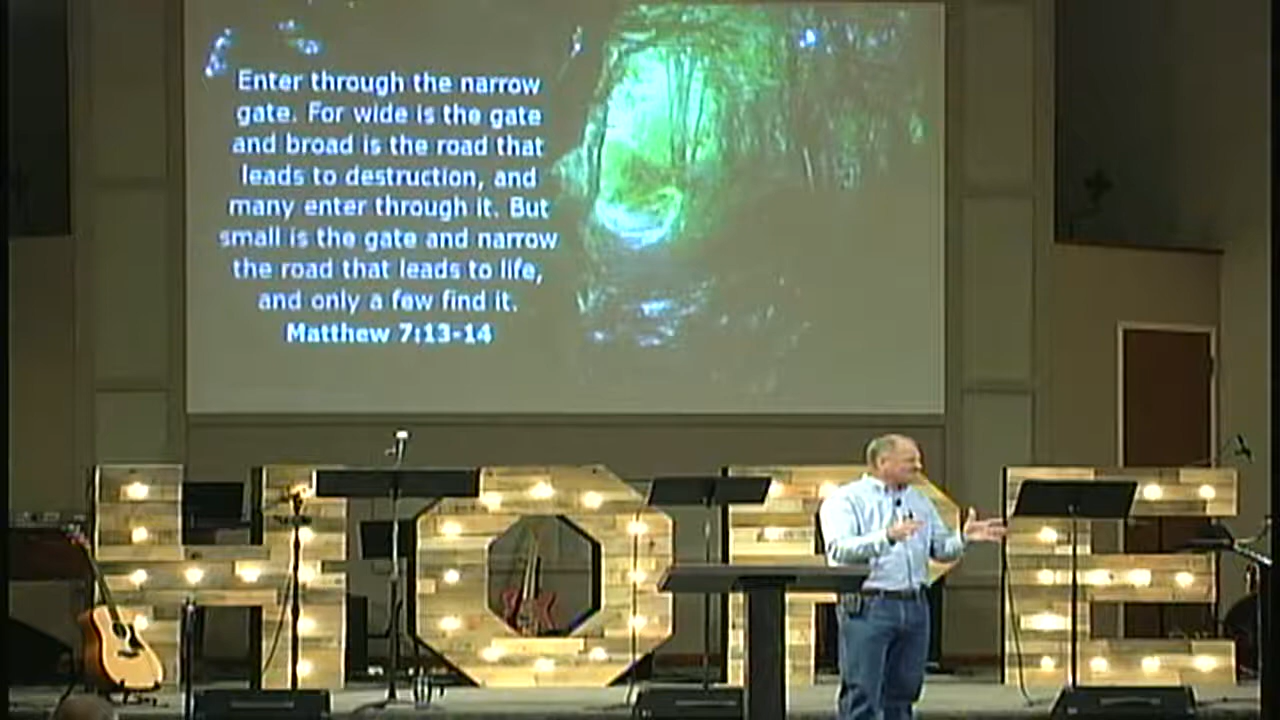 Enter through the narrow
gate. For wide is the gate
and broad is the road that
leads to destruction, and
many enter through it. But
small is the gate and narrow
the road that leads to life,
and only a few find it.
Matthew 7:13-14
HOPE